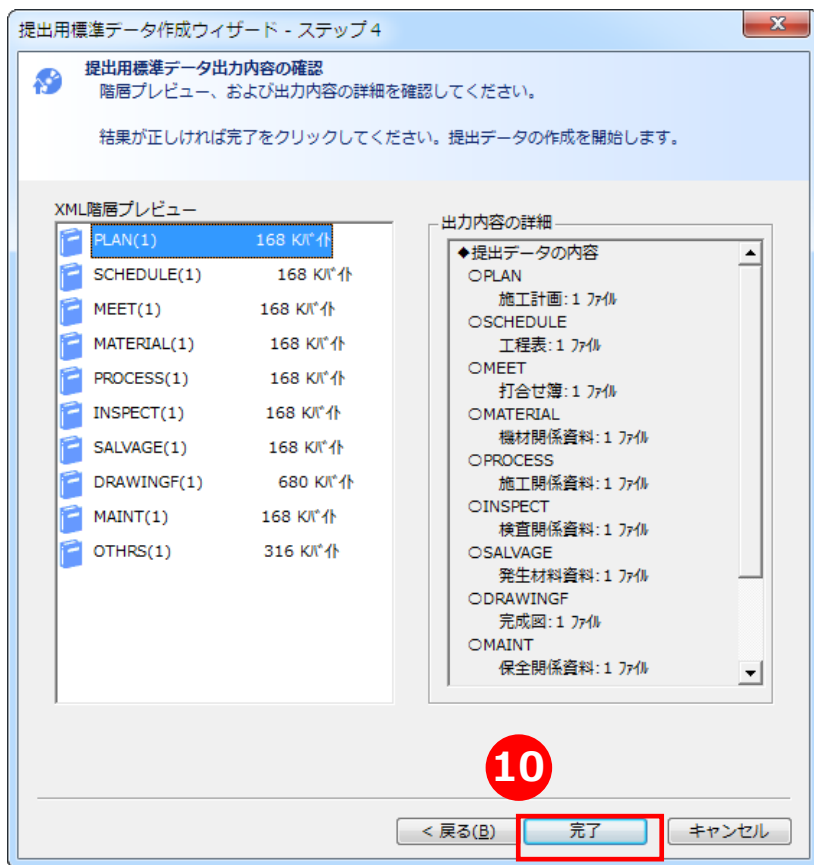 提出用標準データ作成ウィザード - ステップ4
提出用標準データ出力内容の確認
階層プレビュー、および出力内容の詳細を確認してください。
結果が正しければ完了をクリックしてください。提出データの作成を開始します。
XML階層プレビュー
PLAN(1) 168 Kﾊﾞｲﾄ
SCHEDULE(1) 168 Kﾊﾞｲﾄ
MEET(1) 168 Kﾊﾞｲﾄ
MATERIAL(1) 168 Kﾊﾞｲﾄ
PROCESS(1) 168 Kﾊﾞｲﾄ
INSPECT(1) 168 Kﾊﾞｲﾄ
SALVAGE(1) 168 Kﾊﾞｲﾄ
DRAWINGF(1) 680 Kﾊﾞｲﾄ
MAINT(1) 168 Kﾊﾞｲﾄ
OTHRS(1) 316 Kﾊﾞｲﾄ
出力内容の詳細
◆提出データの内容
○PLAN
施工計画:1 ﾌｧｲﾙ
○SCHEDULE
工程表:1 ﾌｧｲﾙ
○MEET
打合せ簿:1 ﾌｧｲﾙ
○MATERIAL
機材関係資料:1 ﾌｧｲﾙ
○PROCESS
施工関係資料:1 ﾌｧｲﾙ
○INSPECT
検査関係資料:1 ﾌｧｲﾙ
○SALVAGE
発生材料資料:1 ﾌｧｲﾙ
○DRAWINGF
完成図:1 ﾌｧｲﾙ
○MAINT
保全関係資料:1 ﾌｧｲﾙ
10
< 戻る(B) 完了 キャンセル